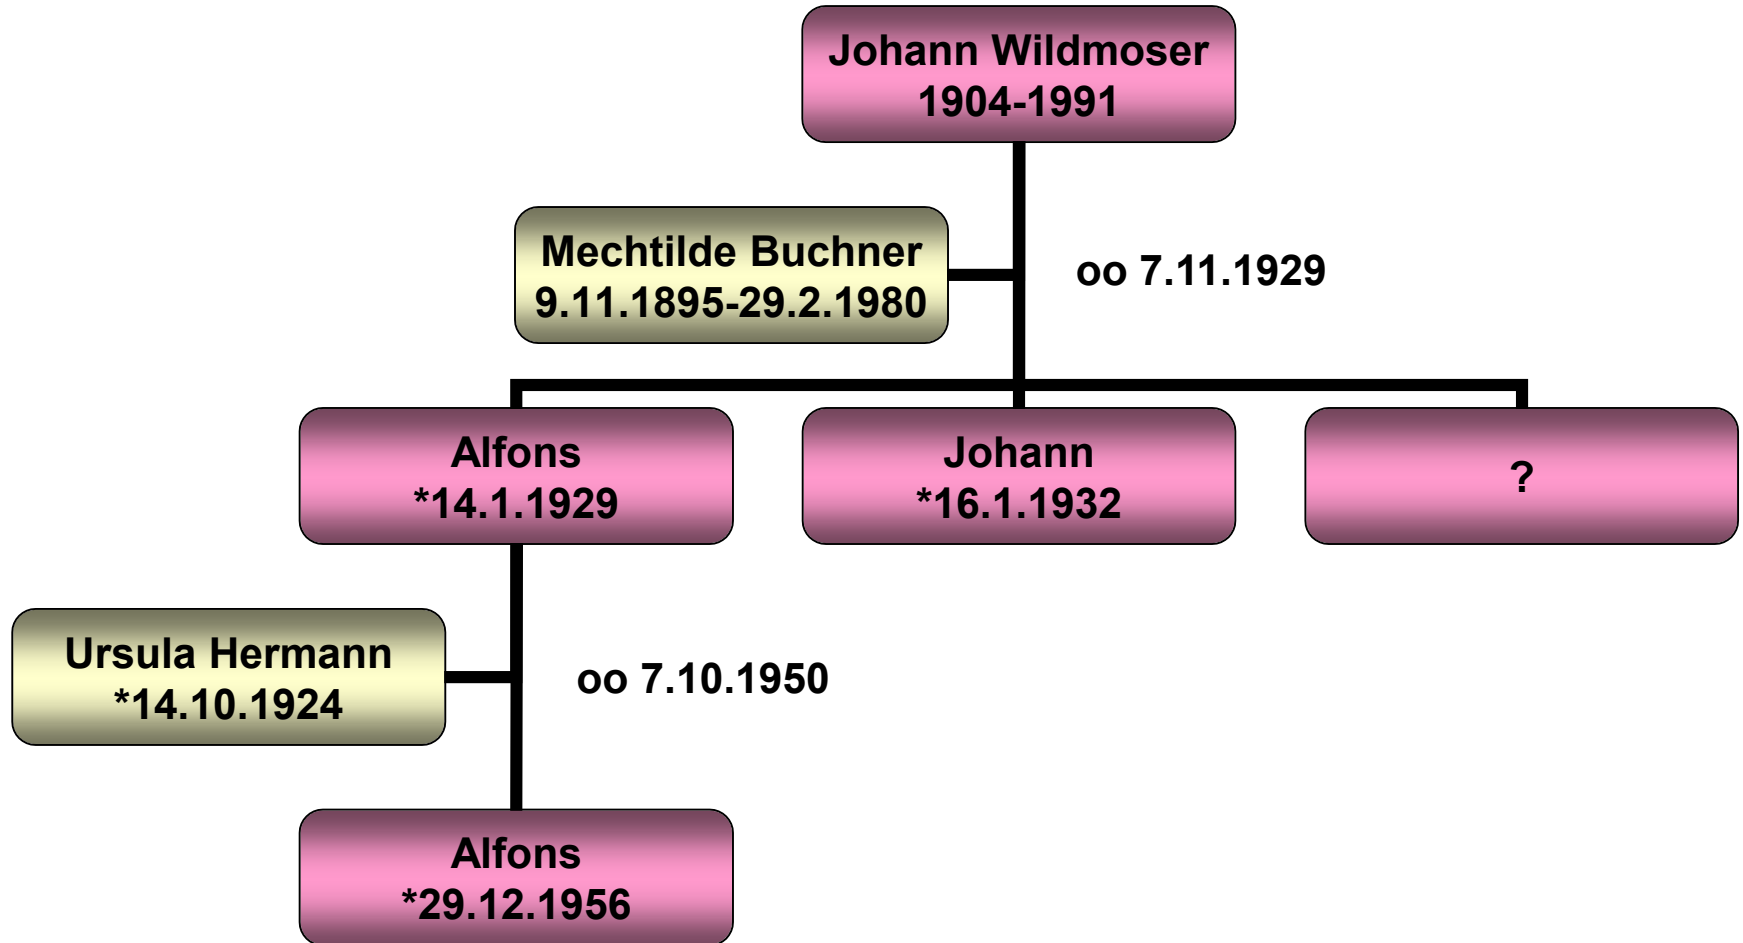 Johann Wildmoser
1904-1991
Mechtilde Buchner
9.11.1895-29.2.1980
oo 7.11.1929
Alfons
*14.1.1929
Johann
*16.1.1932
?
Ursula Hermann
*14.10.1924
oo 7.10.1950
Alfons
*29.12.1956